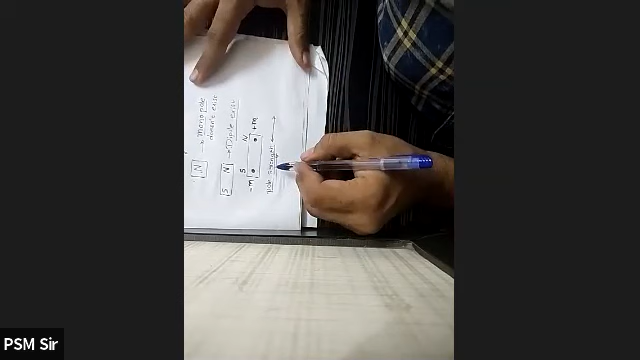 N → Mono pole
doesn't exist
S N → Dipole exist
S N
-m +m
pole strength
PSM Sir